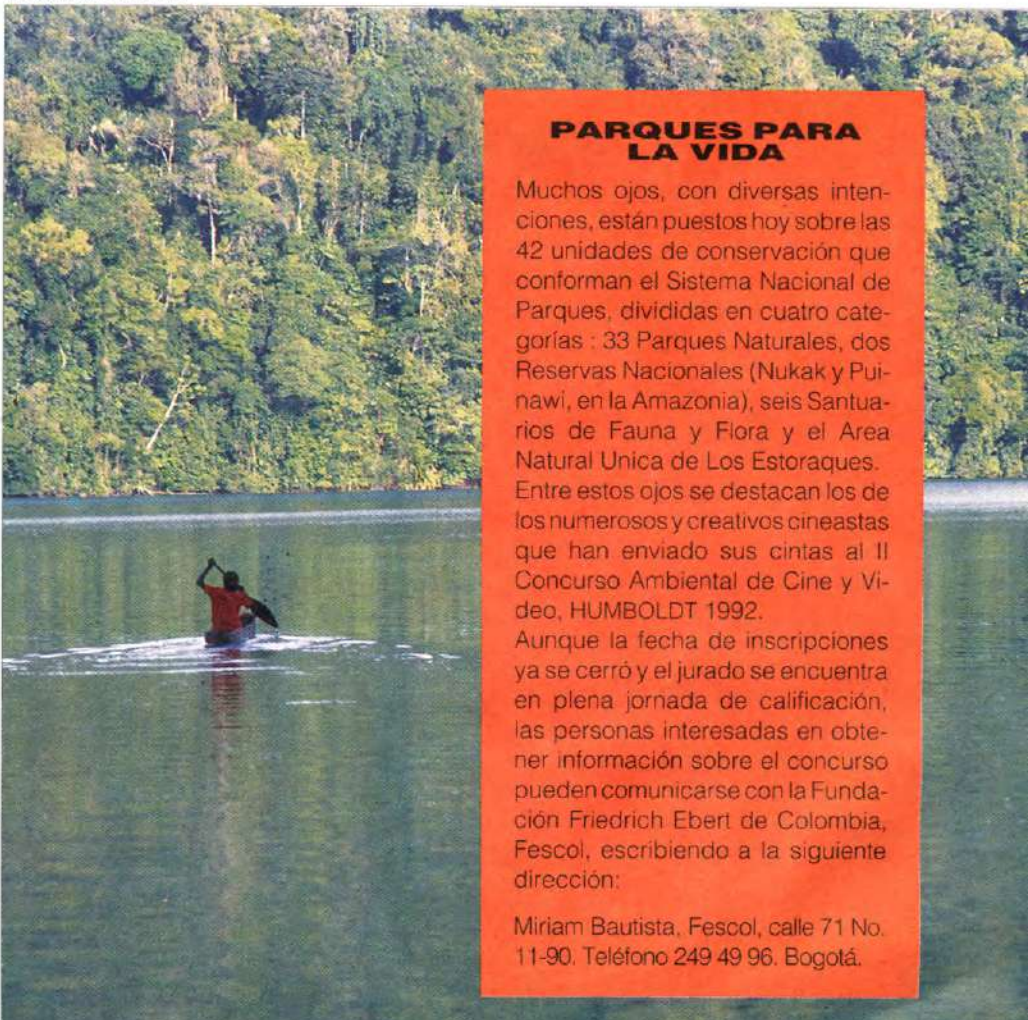 PARQUES PARA
LA VIDA
Muchos ojos, con diversas inten-
ciones, están puestos hoy sobre las
42 unidades de conservación que
conforman el Sistema Nacional de
Parques, divididas en cuatro cate-
gorías : 33 Parques Naturales, dos
Reservas Nacionales (Nukak y Pui-
nawi, en la Amazonia), seis Santua-
rios de Fauna y Flora y el Area
Natural Unica de Los Estoraques.
Entre estos ojos se destacan los de
los numerosos y creativos cineastas
que han enviado sus cintas al II
Concurso Ambiental de Cine y Vi-
deo, HUMBOLDT 1992.
Aunque la fecha de inscripciones
ya se cerró y el jurado se encuentra
en plena jornada de calificación,
las personas interesadas en obte-
ner información sobre el concurso
pueden comunicarse con la Funda-
ción Friedrich Ebert de Colombia,
Fescol, escribiendo a la siguiente
dirección:
Miriam Bautista, Fescol, calle 71 No.
11-90. Teléfono 249 49 96. Bogotá.